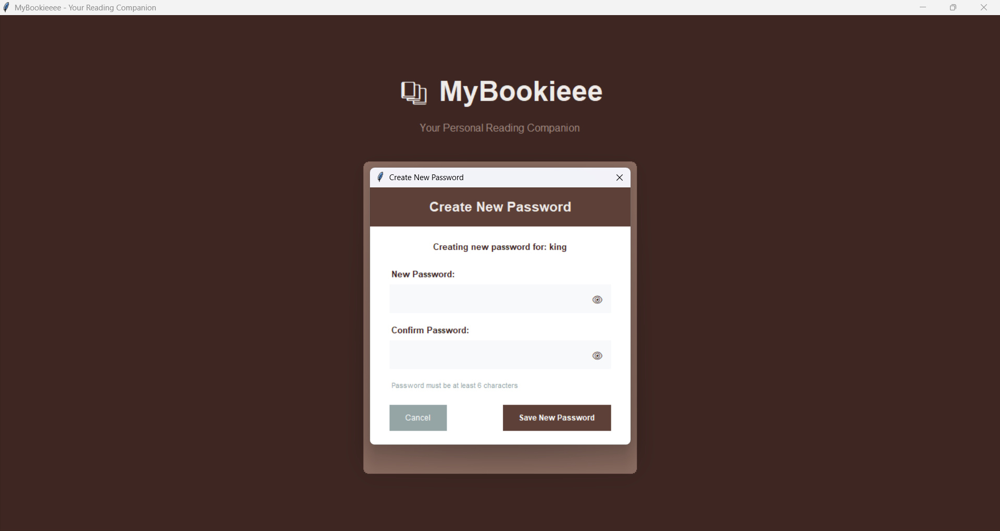 MyBookieeee - Your Reading Companion
MyBookieee
Your Personal Reading Companion
Create New Password
Create New Password
Creating new password for: king
New Password:
Confirm Password:
Password must be at least 6 characters
Cancel
Save New Password